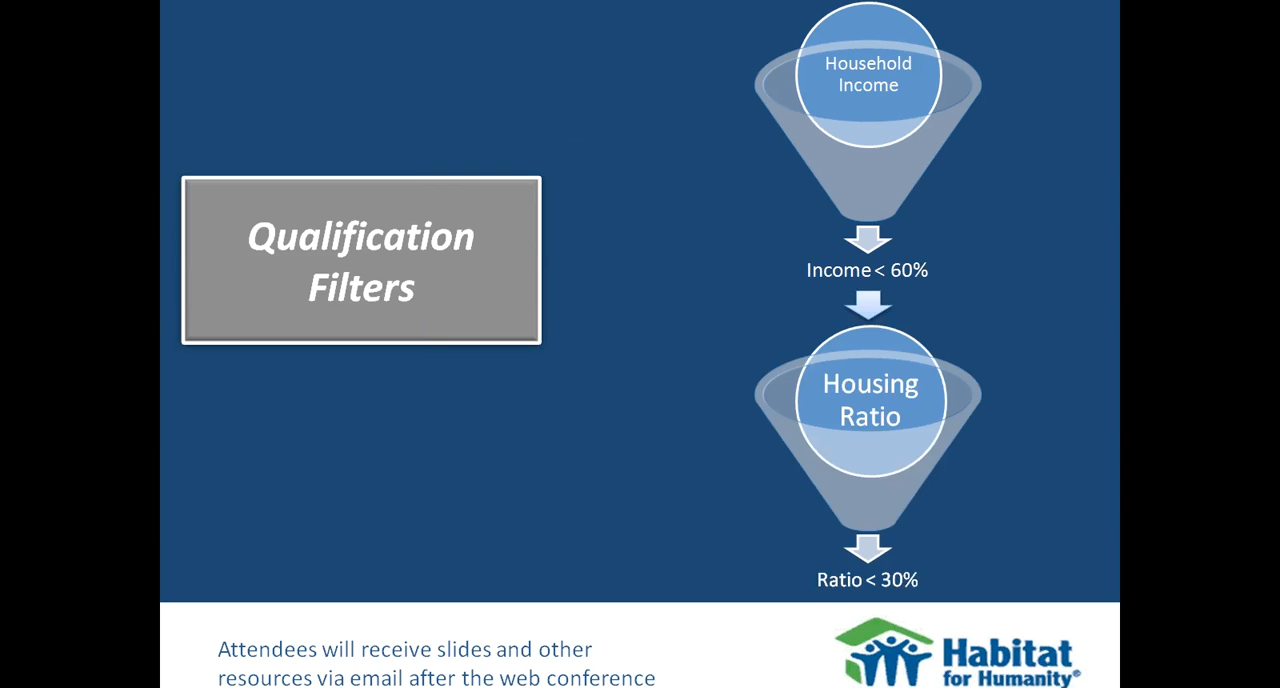 Household
Income
Qualification
Filters
Income < 60%
Housing
Ratio
Ratio < 30%
Attendees will receive slides and other
resources via email after the web conference
Habitat
for Humanity®